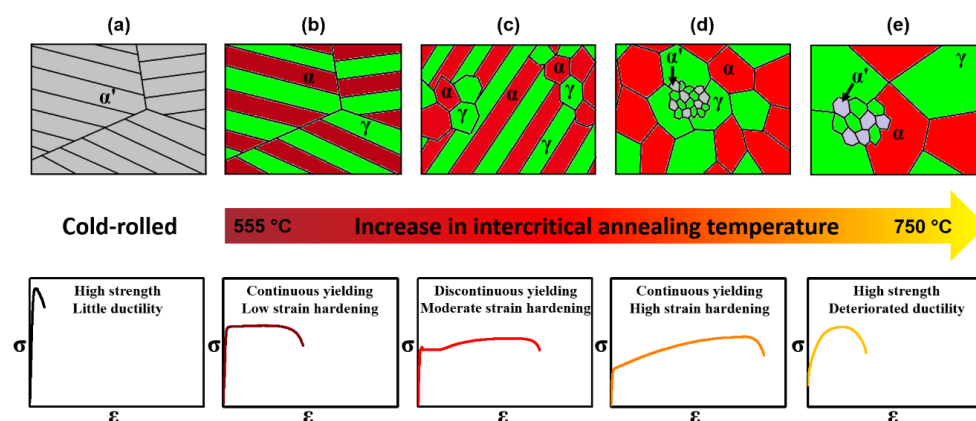 (a)
(b)
(c)
(d)
(e)
α'
α
γ
α
γ
α
γ
γ
α'
α
γ
α'
γ
α
Cold-rolled
555 °C
Increase in intercritical annealing temperature
750 °C
High strength
Little ductility
σ
ε
Continuous yielding
Low strain hardening
σ
ε
Discontinuous yielding
Moderate strain hardening
σ
ε
Continuous yielding
High strain hardening
σ
ε
High strength
Deteriorated ductility
σ
ε